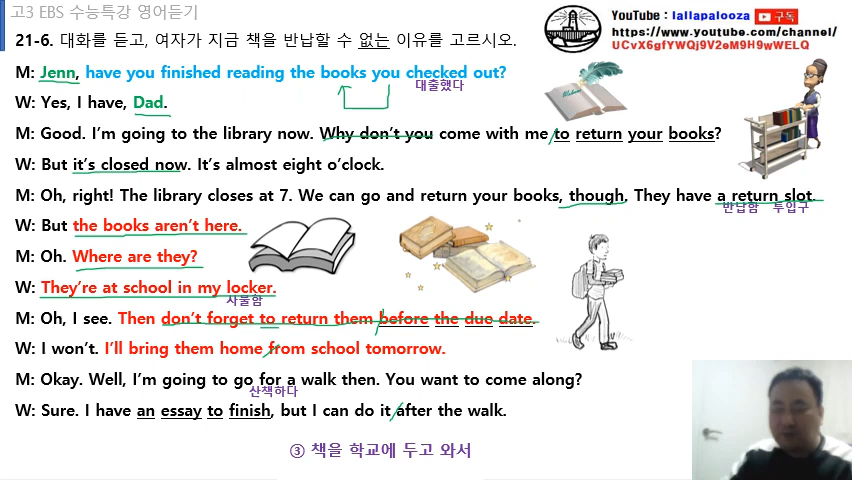 고3 EBS 수능특강 영어듣기
YouTube : lallapalooza 구독
https://www.youtube.com/channel/
UCvX6gfYWQj9V2eM9H9wWELQ
21-6. 대화를 듣고, 여자가 지금 책을 반납할 수 없는 이유를 고르시오.
M: Jenn, have you finished reading the books you checked out?
대출했다
W: Yes, I have, Dad.
M: Good. I’m going to the library now. Why don’t you come with me to return your books?
W: But it’s closed now. It’s almost eight o’clock.
M: Oh, right! The library closes at 7. We can go and return your books, though. They have a return slot.
반납함 투입구
W: But the books aren’t here.
M: Oh. Where are they?
W: They’re at school in my locker.
사물함
M: Oh, I see. Then don’t forget to return them before the due date.
W: I won’t. I’ll bring them home from school tomorrow.
M: Okay. Well, I’m going to go for a walk then. You want to come along?
산책하다
W: Sure. I have an essay to finish, but I can do it after the walk.
③ 책을 학교에 두고 와서